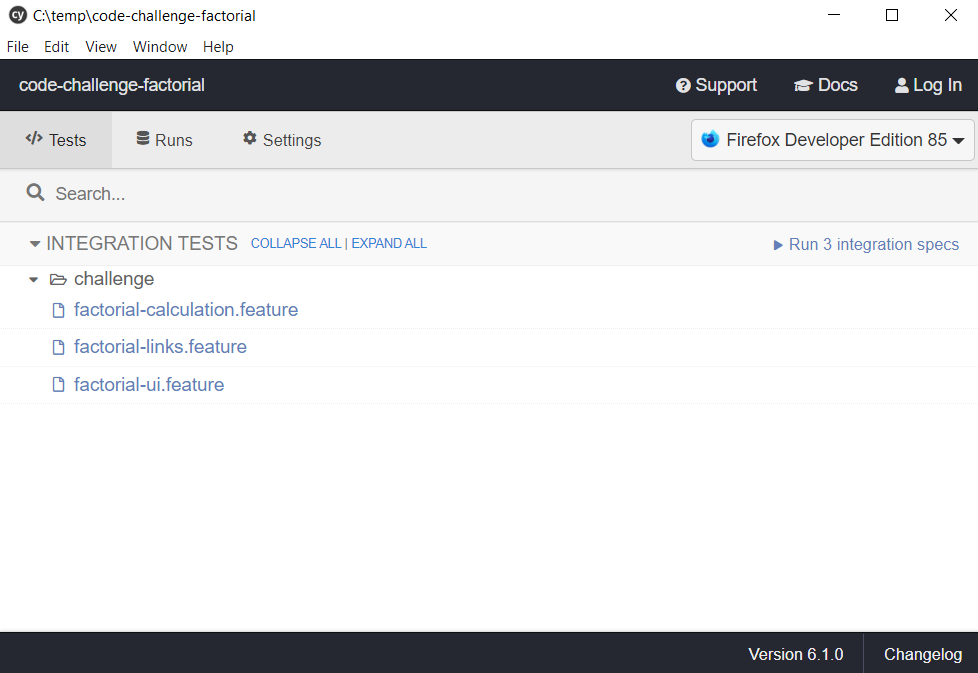 cy C:\temp\code-challenge-factorial
File Edit View Window Help
code-challenge-factorial Support Docs Log In
Tests Runs Settings Firefox Developer Edition 85
Search...
INTEGRATION TESTS COLLAPSE ALL | EXPAND ALL Run 3 integration specs
challenge
factorial-calculation.feature
factorial-links.feature
factorial-ui.feature
Version 6.1.0 Changelog